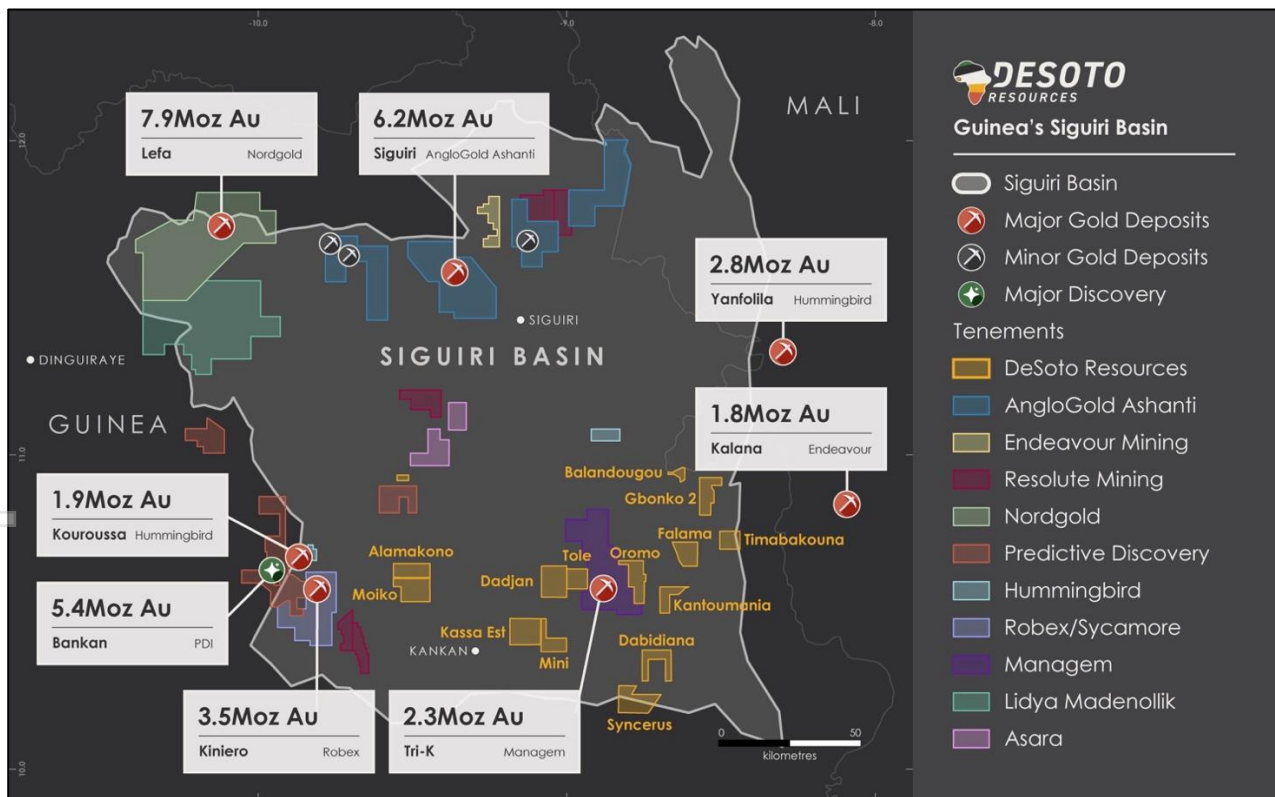 -10.0
-9.0
-8.0
12.0
11.0
10.0
MALI
GUINEA
SIGUIRI BASIN
7.9Moz Au
Lefa Nordgold
6.2Moz Au
Siguiri AngloGold Ashanti
2.8Moz Au
Yanfolila Hummingbird
1.8Moz Au
Kalana Endeavour
1.9Moz Au
Kouroussa Hummingbird
5.4Moz Au
Bankan PDI
3.5Moz Au
Kiniero Robex
2.3Moz Au
Tri-K Managem
SIGUIRI
DINGUIRAYE
KANKAN
Balandougou
Gbonko 2
Falama
Timabakouna
Alamakono
Moiko
Dadjan
Tole
Oromo
Kantoumania
Kassa Est
Mini
Dabidiana
Syncerus
0 50
kilometres
DESOTO
RESOURCES
Guinea's Siguiri Basin
Siguiri Basin
Major Gold Deposits
Minor Gold Deposits
Major Discovery
Tenements
DeSoto Resources
AngloGold Ashanti
Endeavour Mining
Resolute Mining
Nordgold
Predictive Discovery
Hummingbird
Robex/Sycamore
Managem
Lidya Madenollik
Asara